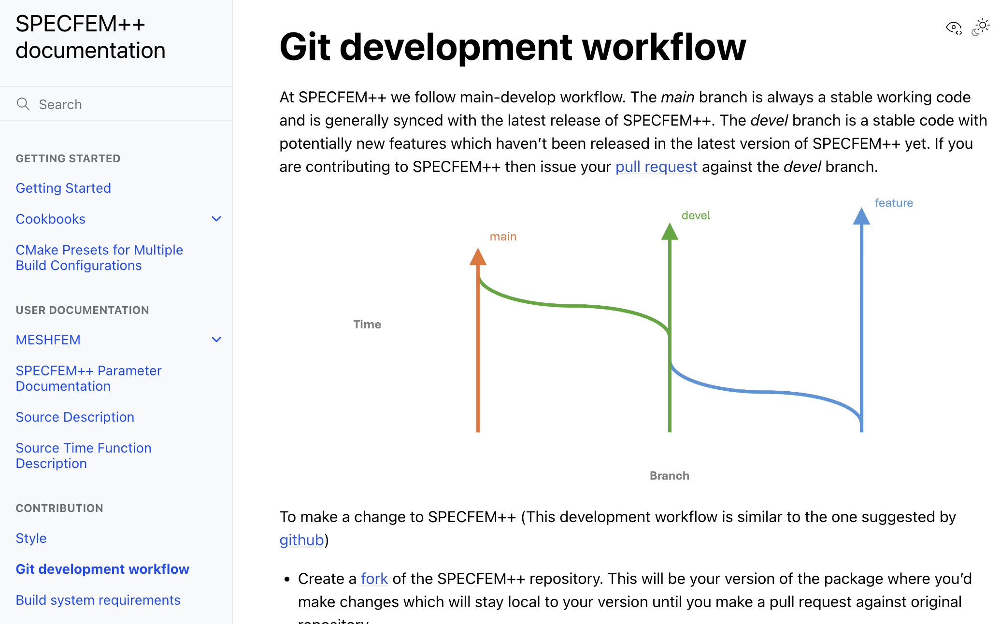 SPECFEM++
documentation
Search
GETTING STARTED
Getting Started
Cookbooks
CMake Presets for Multiple
Build Configurations
USER DOCUMENTATION
MESHFEM
SPECFEM++ Parameter
Documentation
Source Description
Source Time Function
Description
CONTRIBUTION
Style
Git development workflow
Build system requirements
Git development workflow
At SPECFEM++ we follow main-develop workflow. The main branch is always a stable working code
and is generally synced with the latest release of SPECFEM++. The devel branch is a stable code with
potentially new features which haven’t been released in the latest version of SPECFEM++ yet. If you
are contributing to SPECFEM++ then issue your pull request against the devel branch.
feature
devel
main
Time
Branch
To make a change to SPECFEM++ (This development workflow is similar to the one suggested by
github)
• Create a fork of the SPECFEM++ repository. This will be your version of the package where you’d
make changes which will stay local to your version until you make a pull request against original
repository.